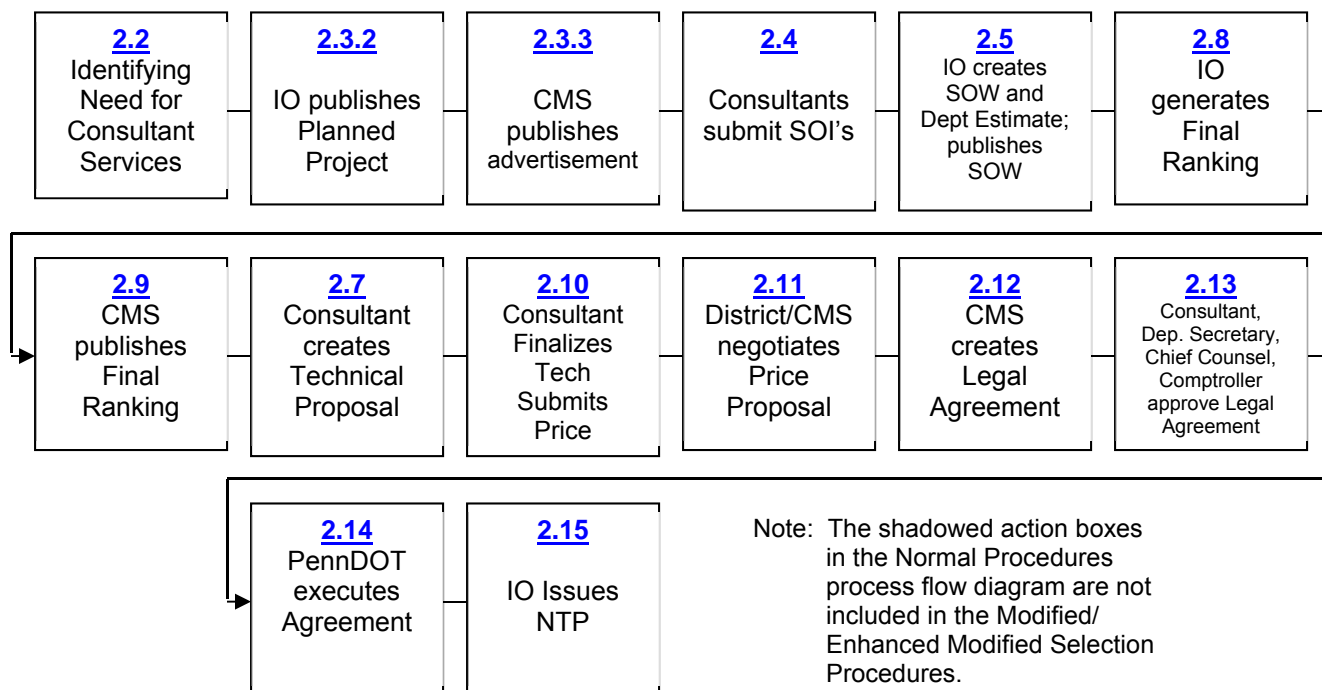 2.2
Identifying
Need for
Consultant
Services
2.3.2
IO publishes
Planned
Project
2.3.3
CMS
publishes
advertisement
2.4
Consultants
submit SOI's
2.5
IO creates
SOW and
Dept Estimate;
publishes
SOW
2.8
IO
generates
Final
Ranking
2.9
CMS
publishes
Final
Ranking
2.7
Consultant
creates
Technical
Proposal
2.10
Consultant
Finalizes
Tech
Submits
Price
2.11
District/CMS
negotiates
Price
Proposal
2.12
CMS
creates
Legal
Agreement
2.13
Consultant,
Dep. Secretary,
Chief Counsel,
Comptroller
approve Legal
Agreement
2.14
PennDOT
executes
Agreement
2.15
IO Issues
NTP
Note: The shadowed action boxes
in the Normal Procedures
process flow diagram are not
included in the Modified/
Enhanced Modified Selection
Procedures.